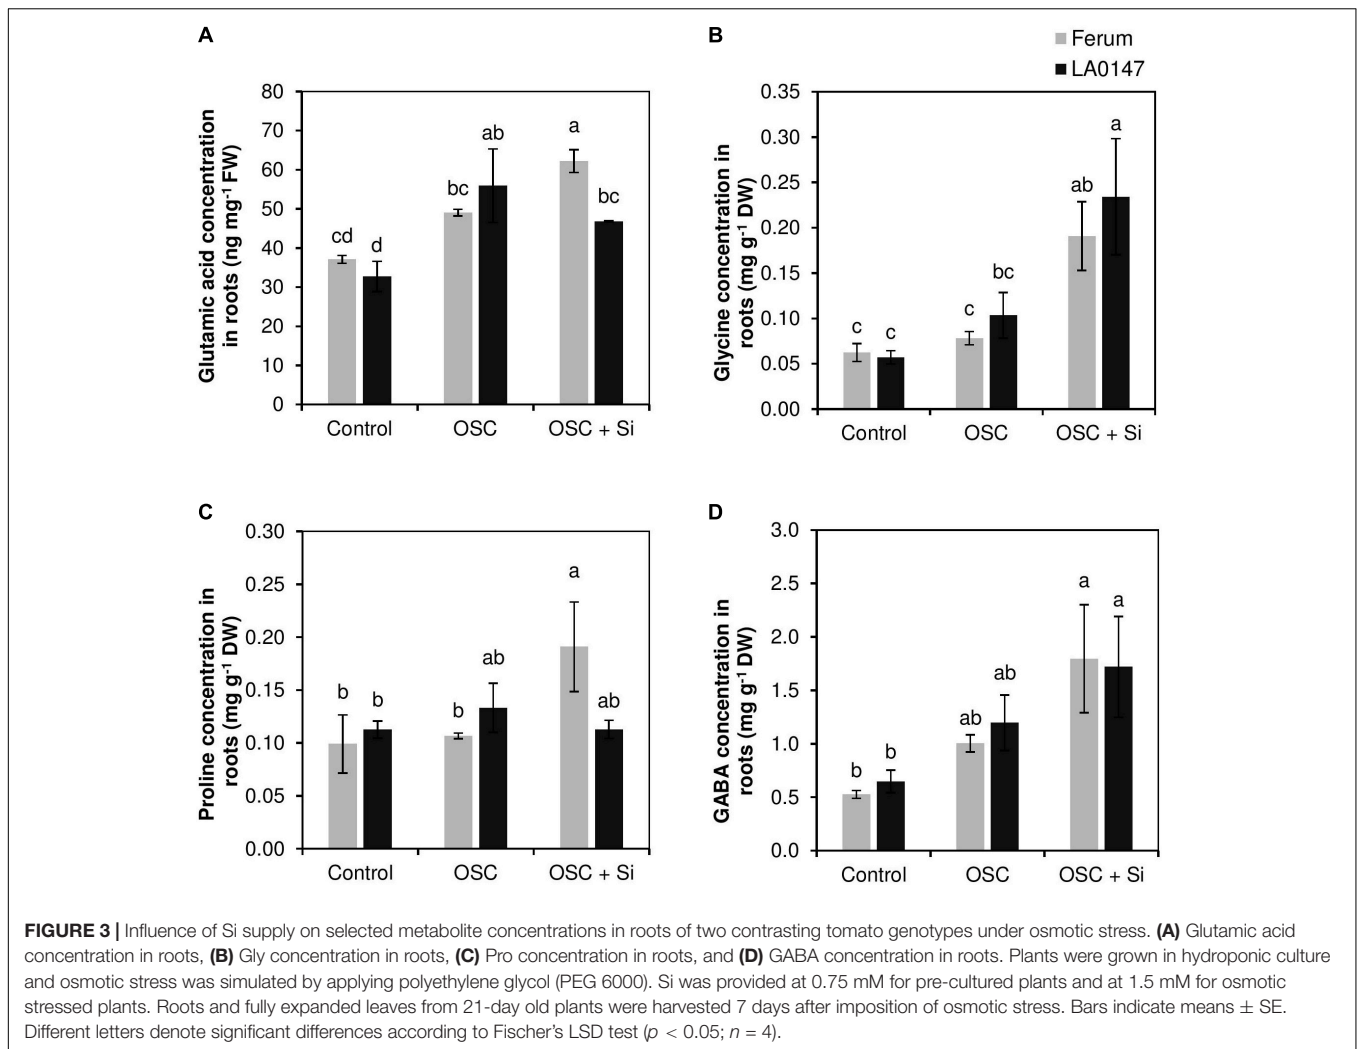 A
Glutamic acid concentration
in roots (ng mg-1 FW)
80
70
60
50
40
30
20
10
0
cd
d
bc
ab
a
bc
Control
OSC
OSC + Si
B
Ferum
LA0147
Glycine concentration in
roots (mg g-1 DW)
0.35
0.30
0.25
0.20
0.15
0.10
0.05
0.00
c
c
c
bc
ab
a
Control
OSC
OSC + Si
C
Proline concentration in
roots (mg g-1 DW)
0.30
0.25
0.20
0.15
0.10
0.05
0.00
b
b
b
ab
a
ab
Control
OSC
OSC + Si
D
GABA concentration in
roots (mg g-1 DW)
3.0
2.5
2.0
1.5
1.0
0.5
0.0
b
b
ab
ab
a
a
Control
OSC
OSC + Si
FIGURE 3 | Influence of Si supply on selected metabolite concentrations in roots of two contrasting tomato genotypes under osmotic stress. (A) Glutamic acid
concentration in roots, (B) Gly concentration in roots, (C) Pro concentration in roots, and (D) GABA concentration in roots. Plants were grown in hydroponic culture
and osmotic stress was simulated by applying polyethylene glycol (PEG 6000). Si was provided at 0.75 mM for pre-cultured plants and at 1.5 mM for osmotic
stressed plants. Roots and fully expanded leaves from 21-day old plants were harvested 7 days after imposition of osmotic stress. Bars indicate means ± SE.
Different letters denote significant differences according to Fischer's LSD test (p < 0.05; n = 4).